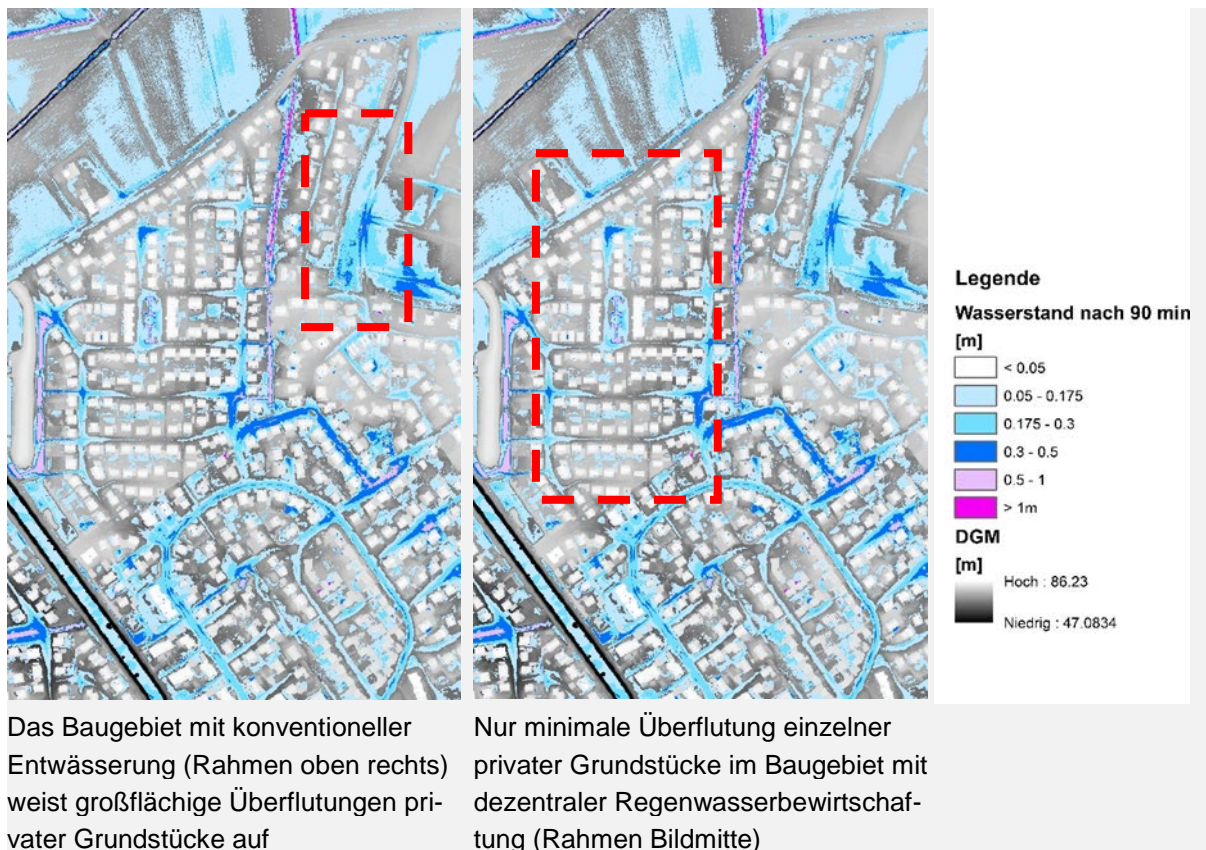 Legende
Wasserstand nach 90 min
[m]
< 0.05
0.05 - 0.175
0.175 - 0.3
0.3 - 0.5
0.5 - 1
> 1m
DGM
[m]
Hoch : 86.23
Niedrig : 47.0834
Das Baugebiet mit konventioneller
Entwässerung (Rahmen oben rechts)
weist großflächige Überflutungen pri-
vater Grundstücke auf
Nur minimale Überflutung einzelner
privater Grundstücke im Baugebiet mit
dezentraler Regenwasserbewirtschaf-
tung (Rahmen Bildmitte)